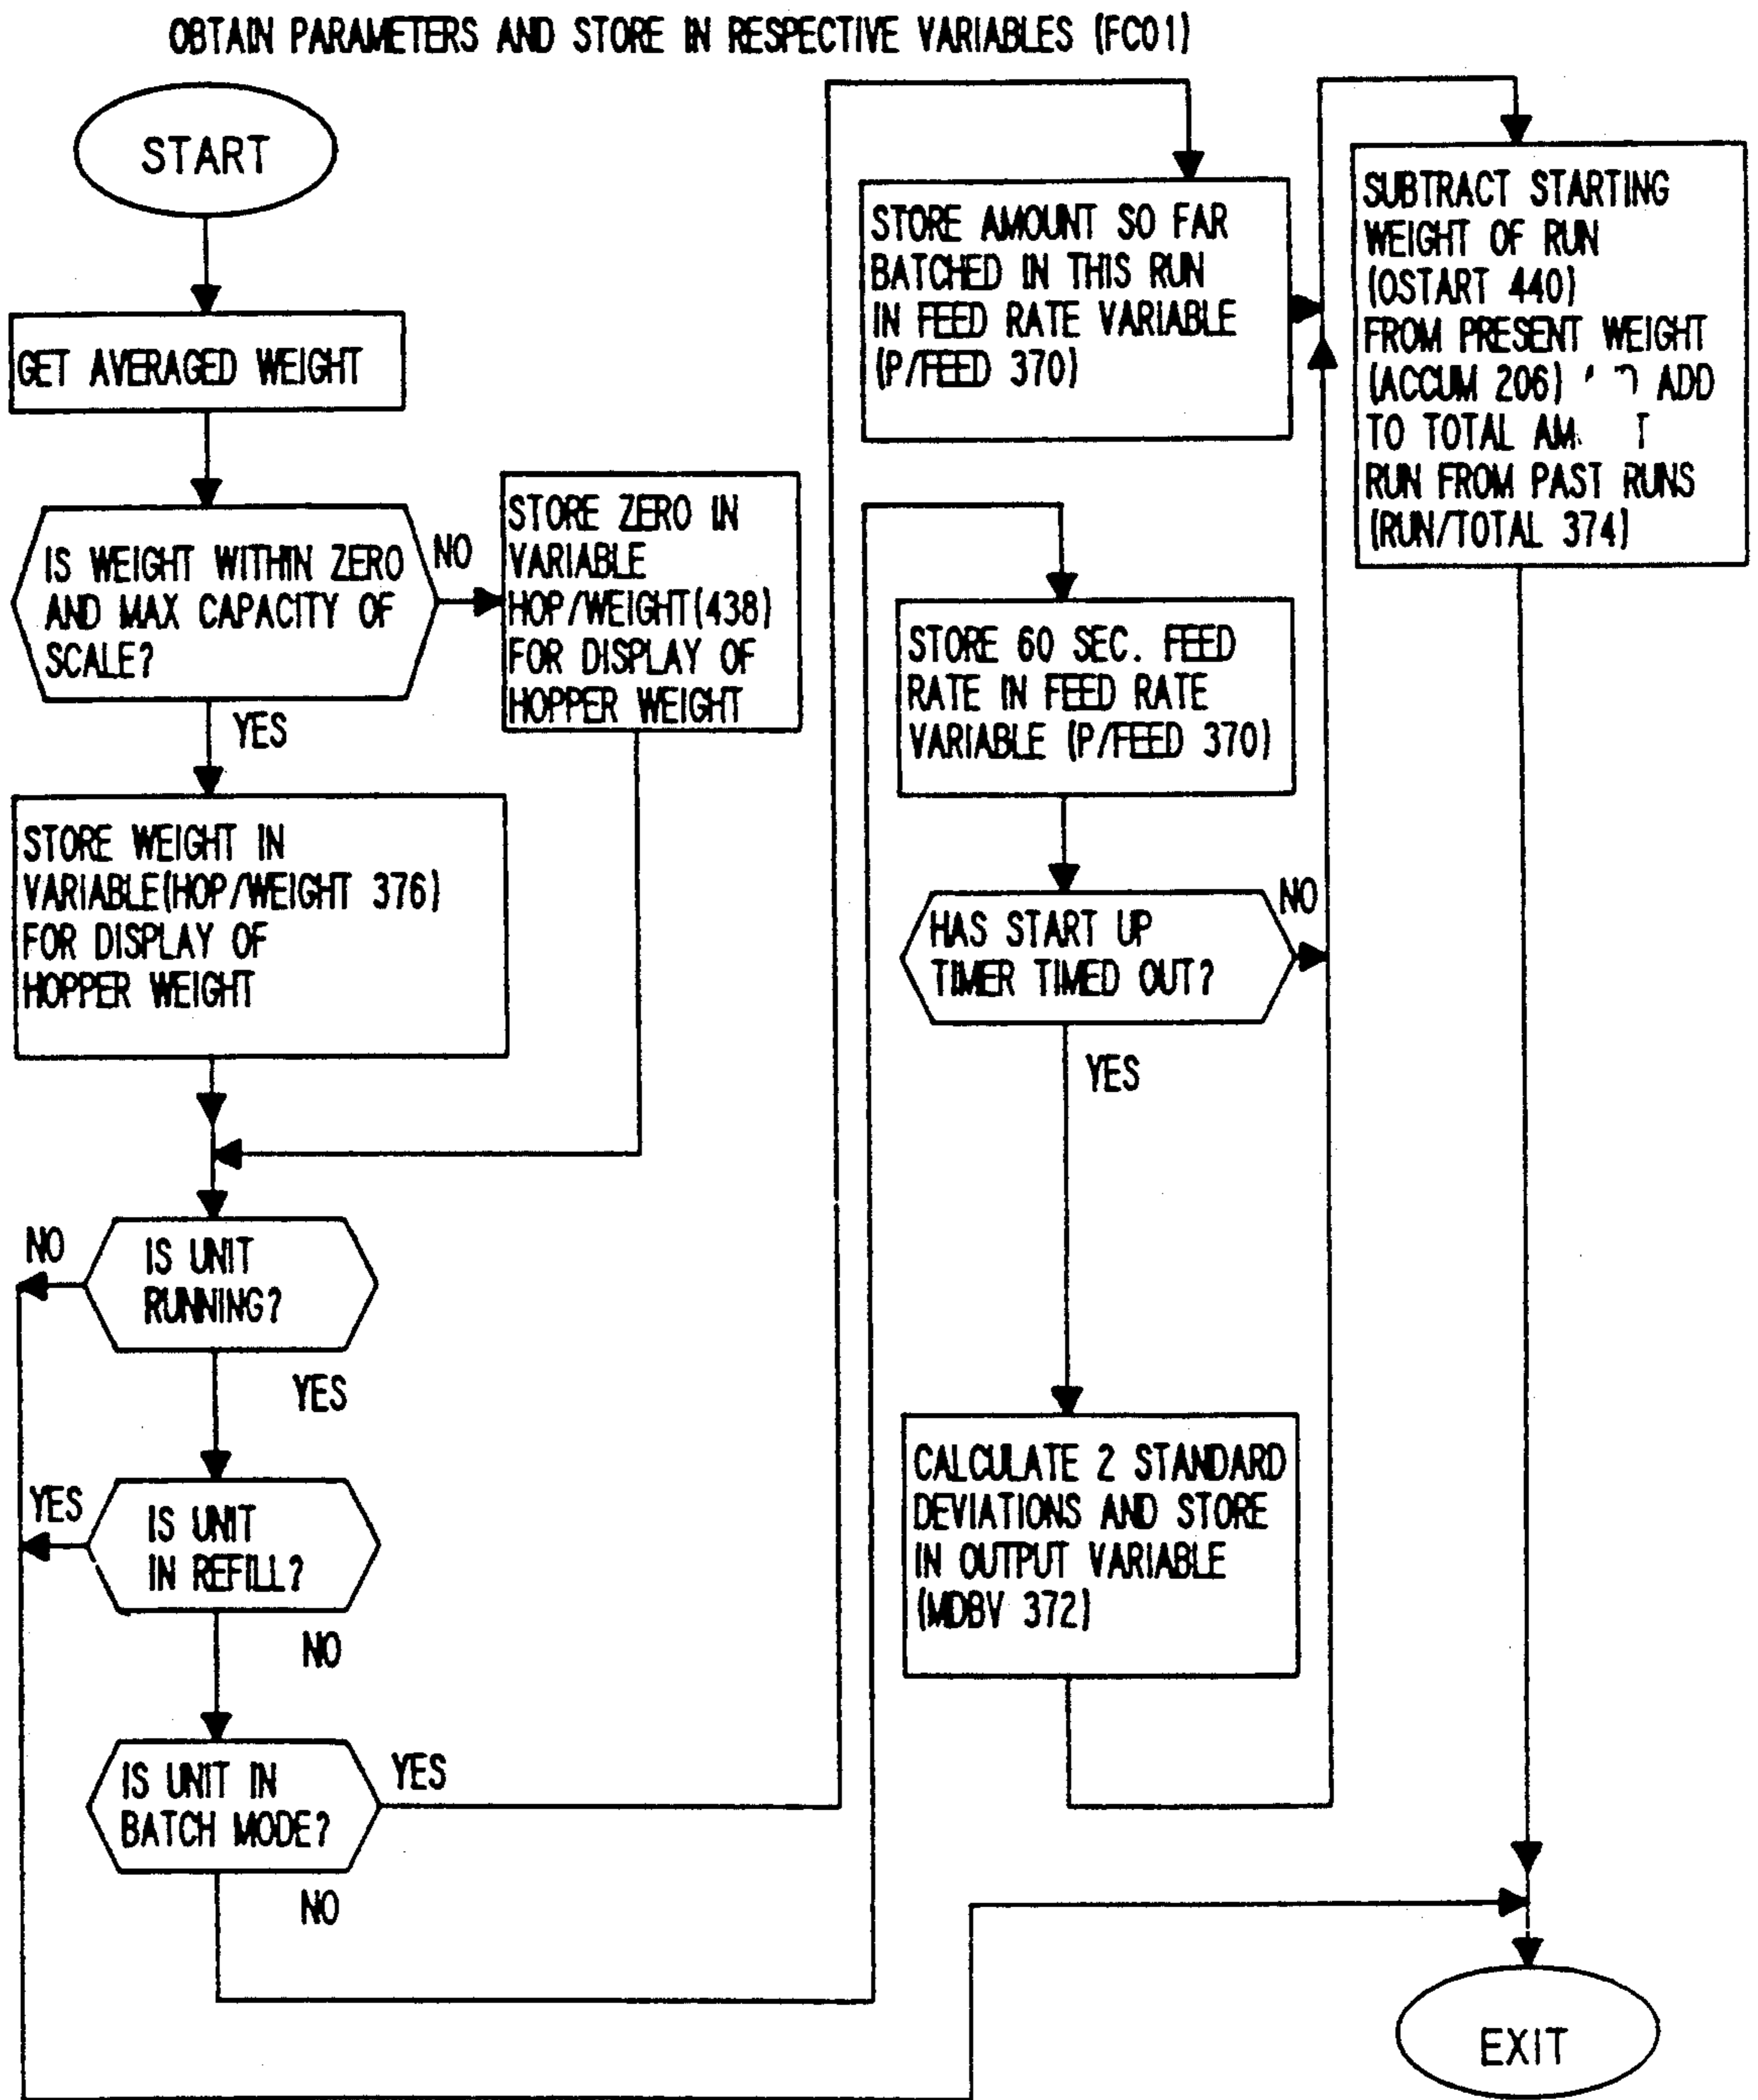 OBTAIN PARAMETERS AND STORE IN RESPECTIVE VARIABLES (FC01)
START
GET AVERAGED WEIGHT
IS WEIGHT WITHIN ZERO
AND MAX CAPACITY OF
SCALE?
NO
STORE ZERO IN
VARIABLE
HOP/WEIGHT(438)
FOR DISPLAY OF
HOPPER WEIGHT
YES
STORE WEIGHT IN
VARIABLE(HOP/WEIGHT 376)
FOR DISPLAY OF
HOPPER WEIGHT
IS UNIT
RUNNING?
NO
YES
IS UNIT
IN REFILL?
YES
NO
IS UNIT IN
BATCH MODE?
YES
NO
STORE AMOUNT SO FAR
BATCHED IN THIS RUN
IN FEED RATE VARIABLE
(P/FEED 370)
STORE 60 SEC. FEED
RATE IN FEED RATE
VARIABLE (P/FEED 370)
HAS START UP
TIMER TIMED OUT?
NO
YES
CALCULATE 2 STANDARD
DEVIATIONS AND STORE
IN OUTPUT VARIABLE
(MDBV 372)
SUBTRACT STARTING
WEIGHT OF RUN
(OSTART 440)
FROM PRESENT WEIGHT
(ACCUM 206) ADD
TO TOTAL
RUN FROM PAST RUNS
(RUN/TOTAL 374)
EXIT